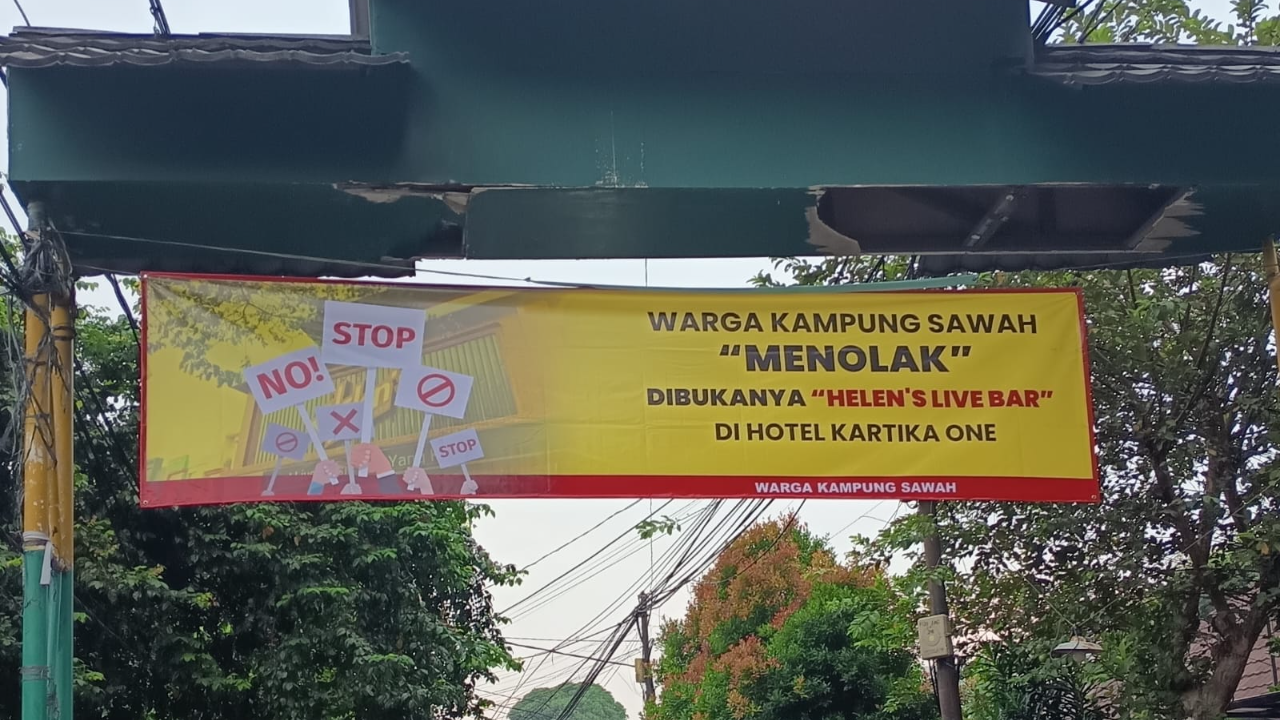 STOP
NO!
STOP
WARGA KAMPUNG SAWAH
“MENOLAK”
DIBUKANYA “HELEN'S LIVE BAR”
DI HOTEL KARTIKA ONE
WARGA KAMPUNG SAWAH